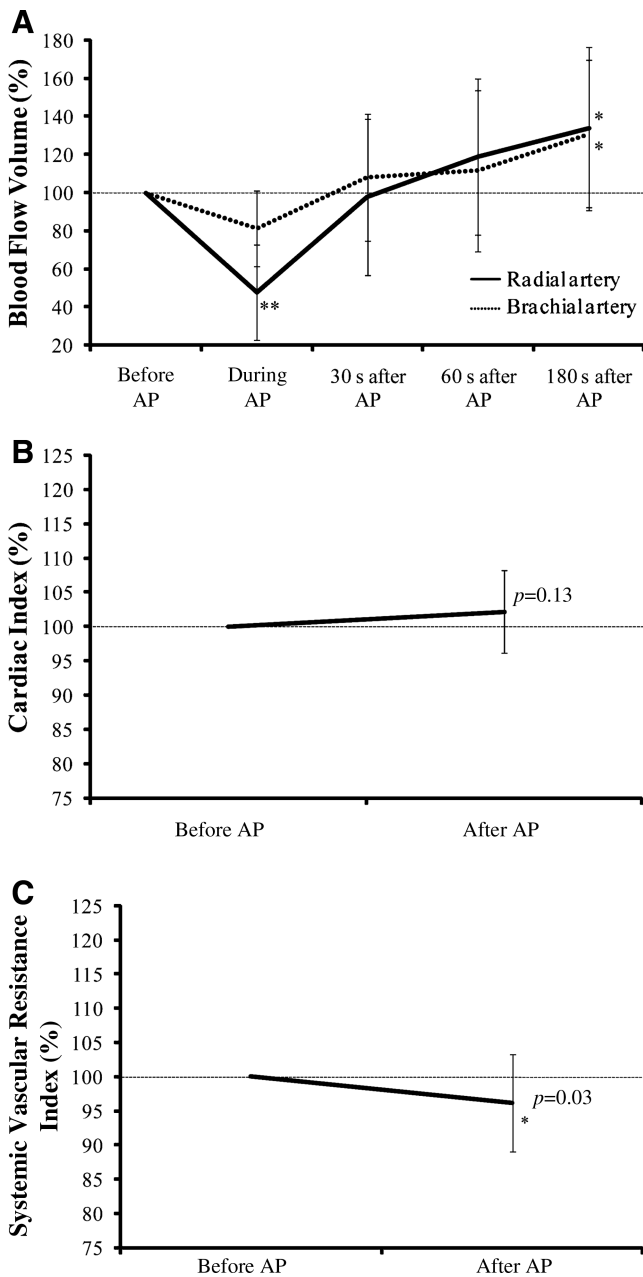 A
Blood Flow Volume (%)
180
160
140
120
100
80
60
40
20
*
*
**
Radial artery
Brachial artery
Before AP
During AP
30 s after AP
60 s after AP
180 s after AP
B
Cardiac Index (%)
125
120
115
110
105
100
95
90
85
80
75
p=0.13
Before AP
After AP
C
Systemic Vascular Resistance
Index (%)
125
120
115
110
105
100
95
90
85
80
75
p=0.03
*
Before AP
After AP